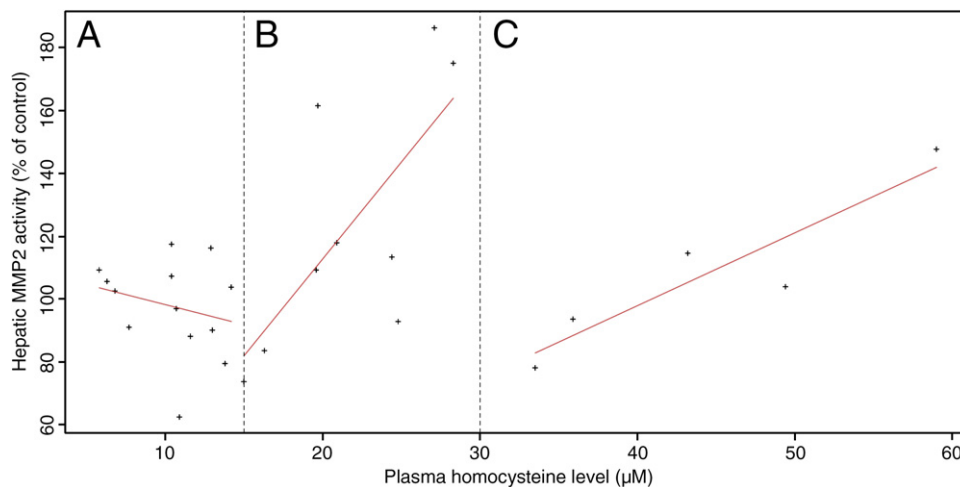 A B C
Hepatic MMP2 activity (% of control)
180
160
140
120
100
80
60
10 20 30 40 50 60
Plasma homocysteine level (µM)